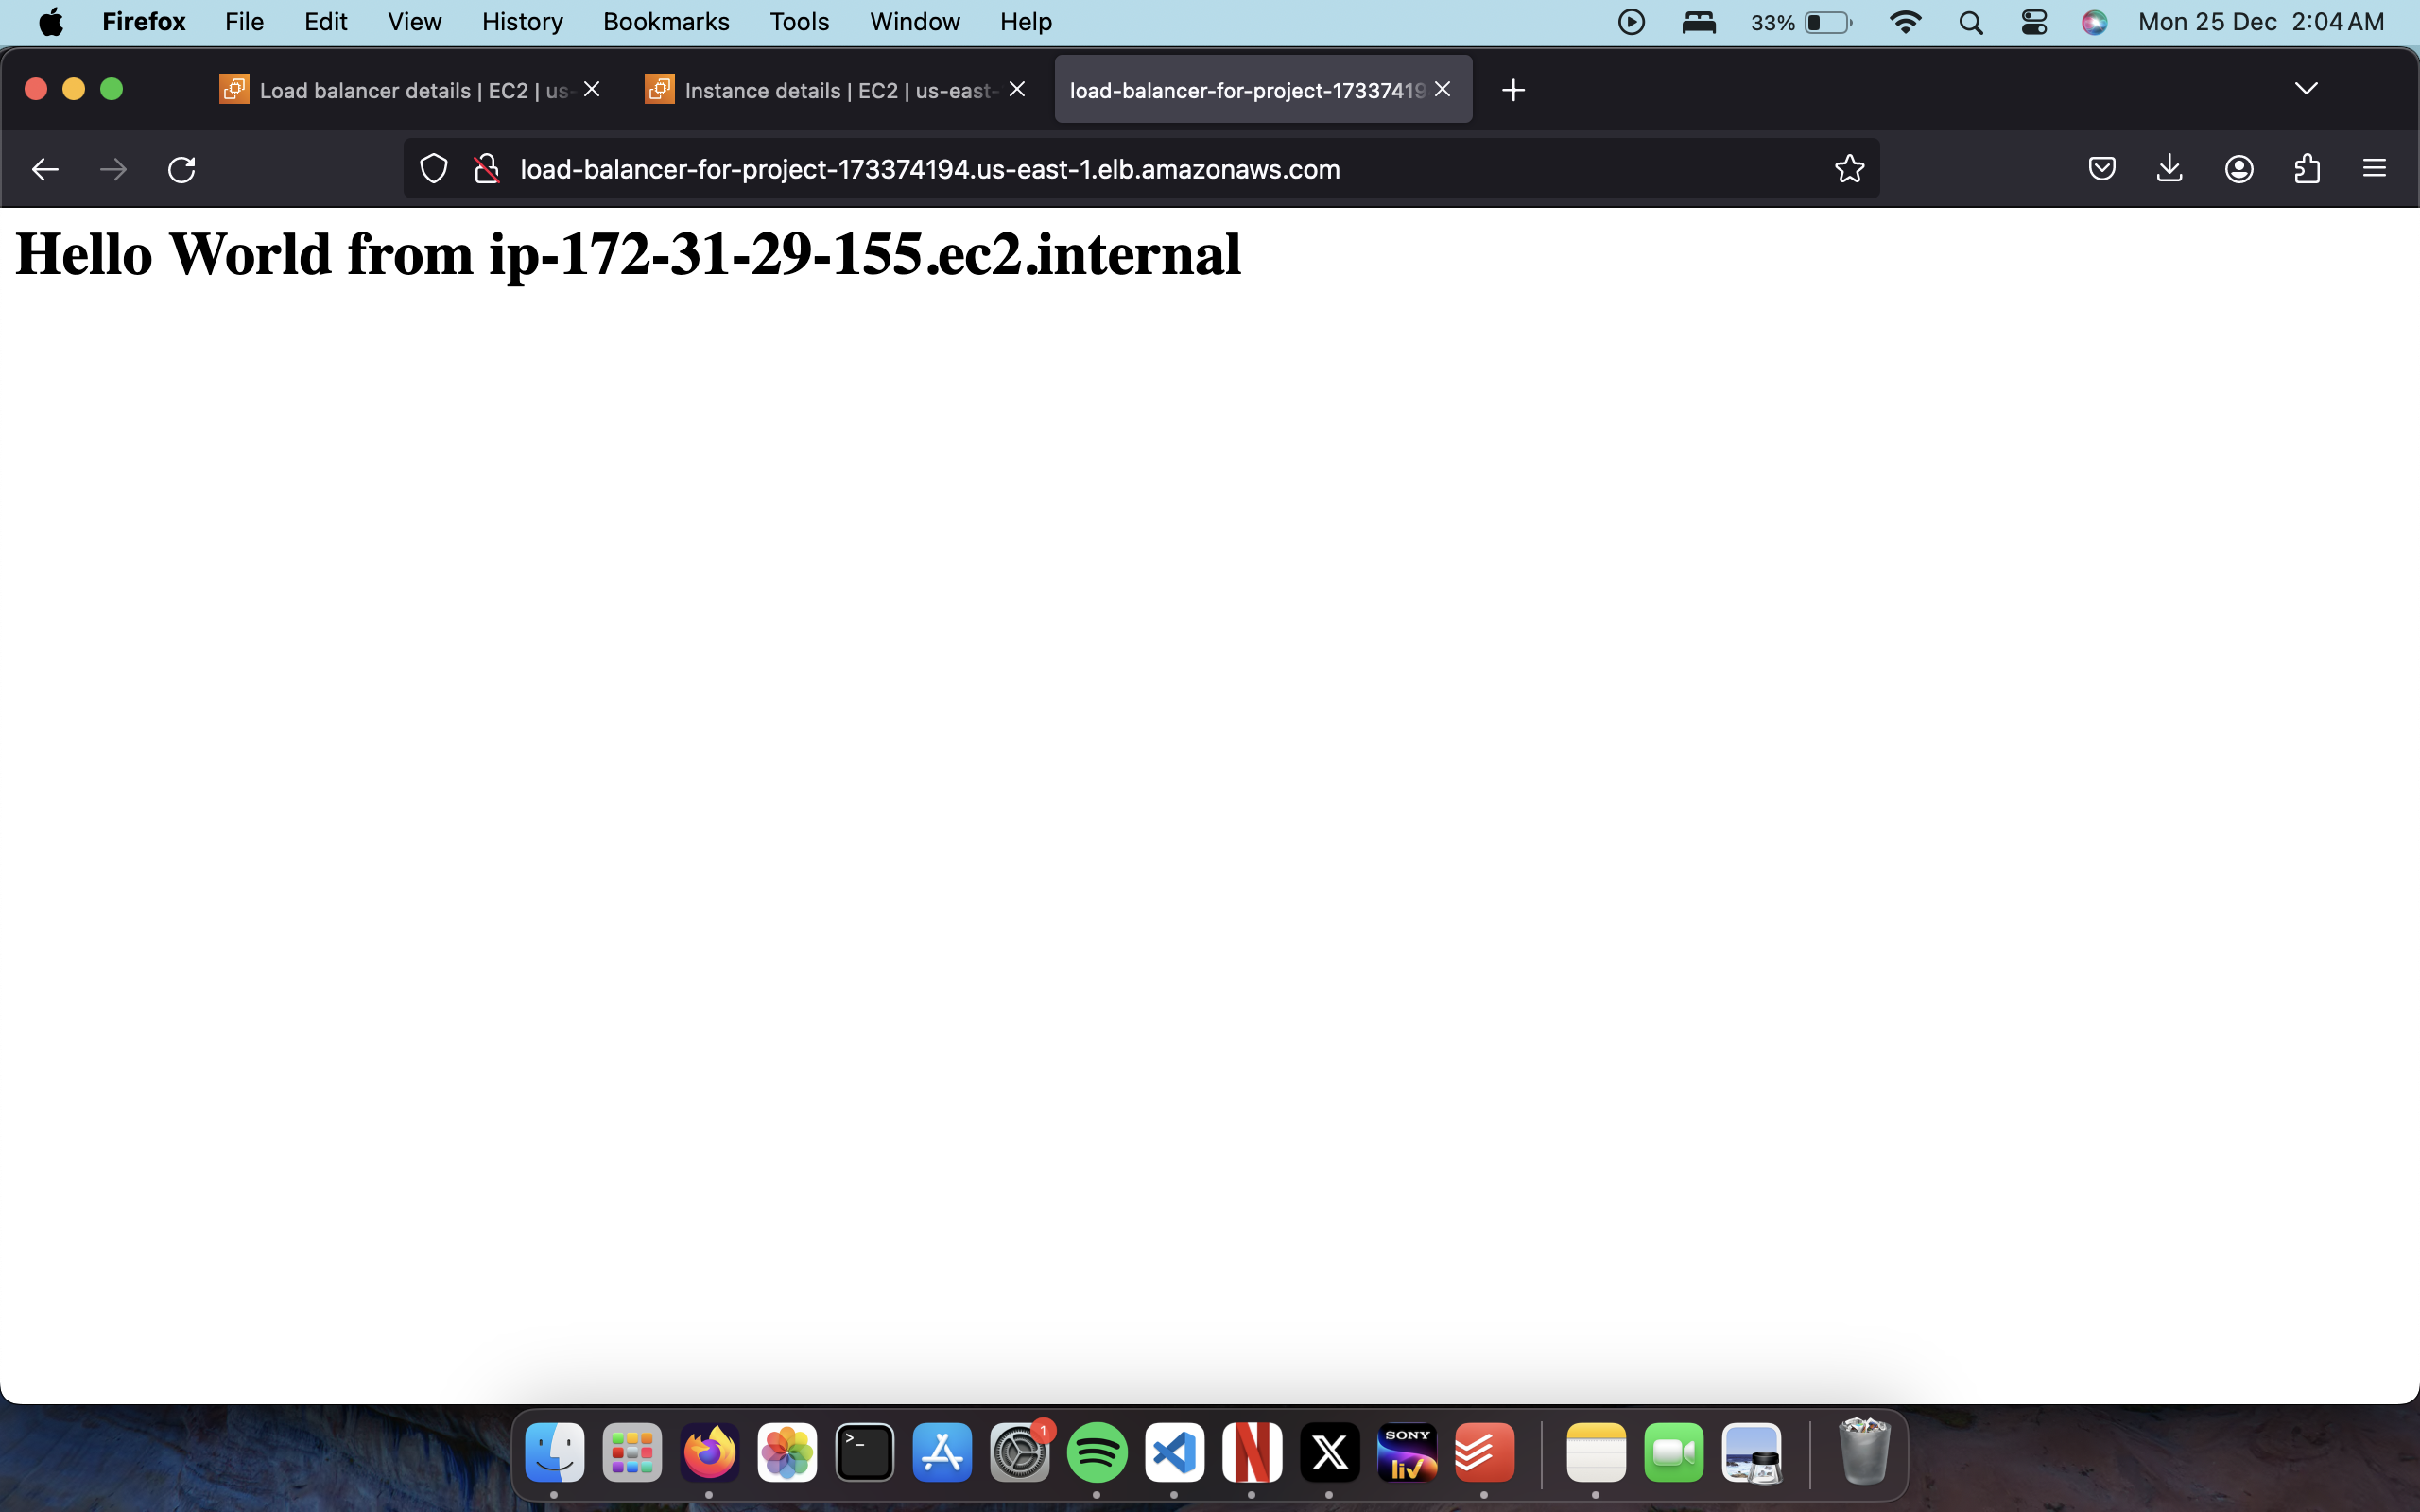 Firefox File Edit View History Bookmarks Tools Window Help 33% Mon 25 Dec 2:04 AM
Load balancer details | EC2 | us- Instance details | EC2 | us-east- load-balancer-for-project-17337419
load-balancer-for-project-173374194.us-east-1.elb.amazonaws.com
Hello World from ip-172-31-29-155.ec2.internal
1
SONY
liv